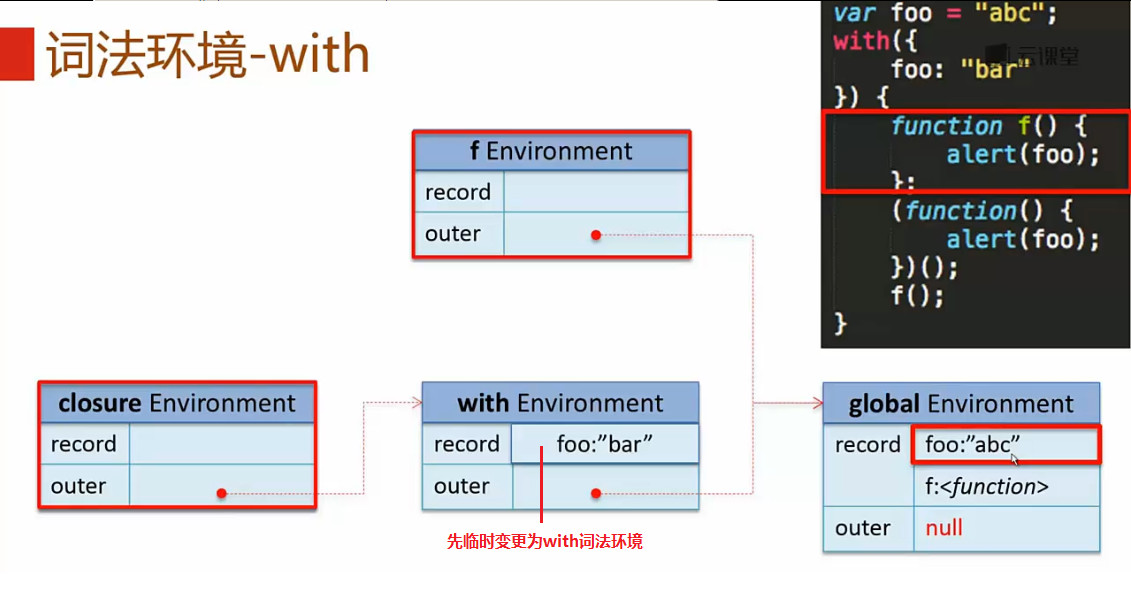 词法环境-with
var foo = "abc";
with({
foo: "bar"
}) {
function f() {
alert(foo);
};
(function() {
alert(foo);
})();
f();
}
云课堂
f Environment
record
outer
closure Environment
record
outer
with Environment
record foo:”bar”
outer
先临时变更为with词法环境
global Environment
record foo:”abc”
f:<function>
outer null